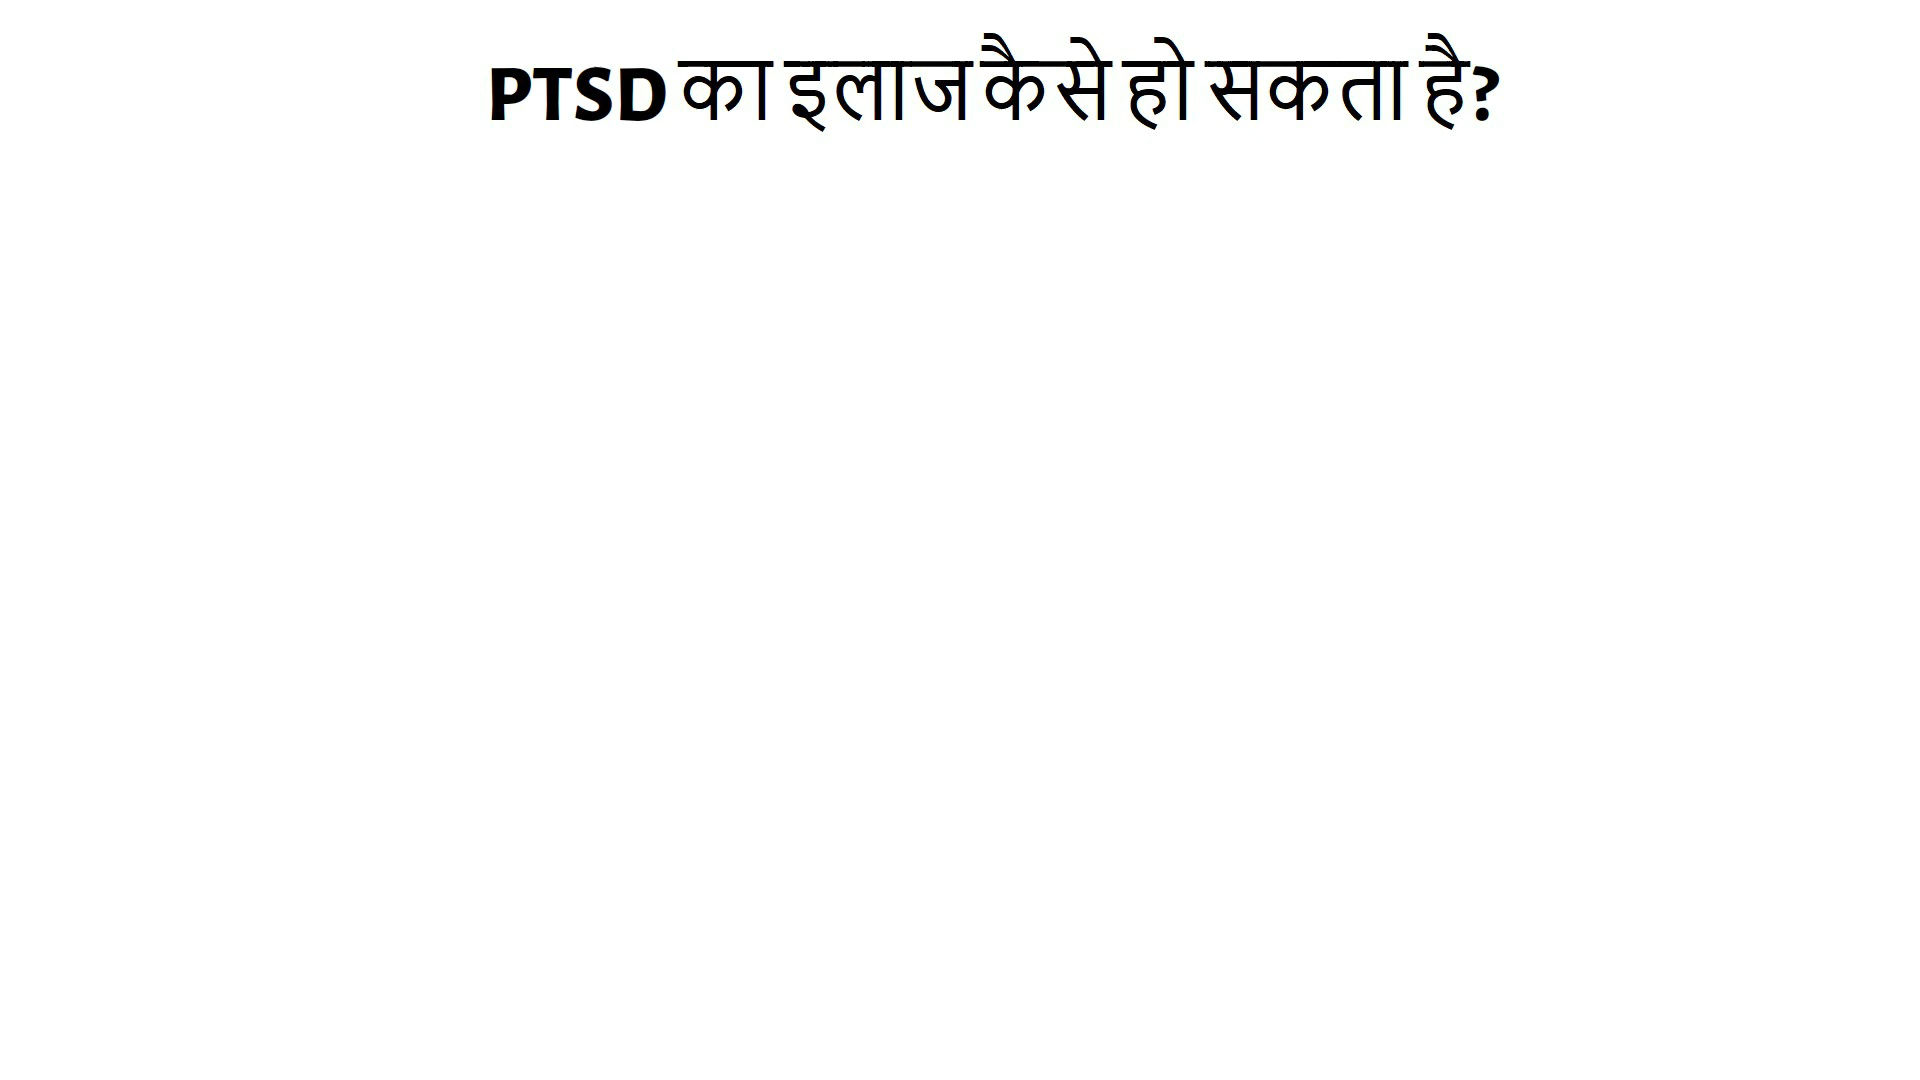 PTSD का इलाज कैसे हो सकता है?